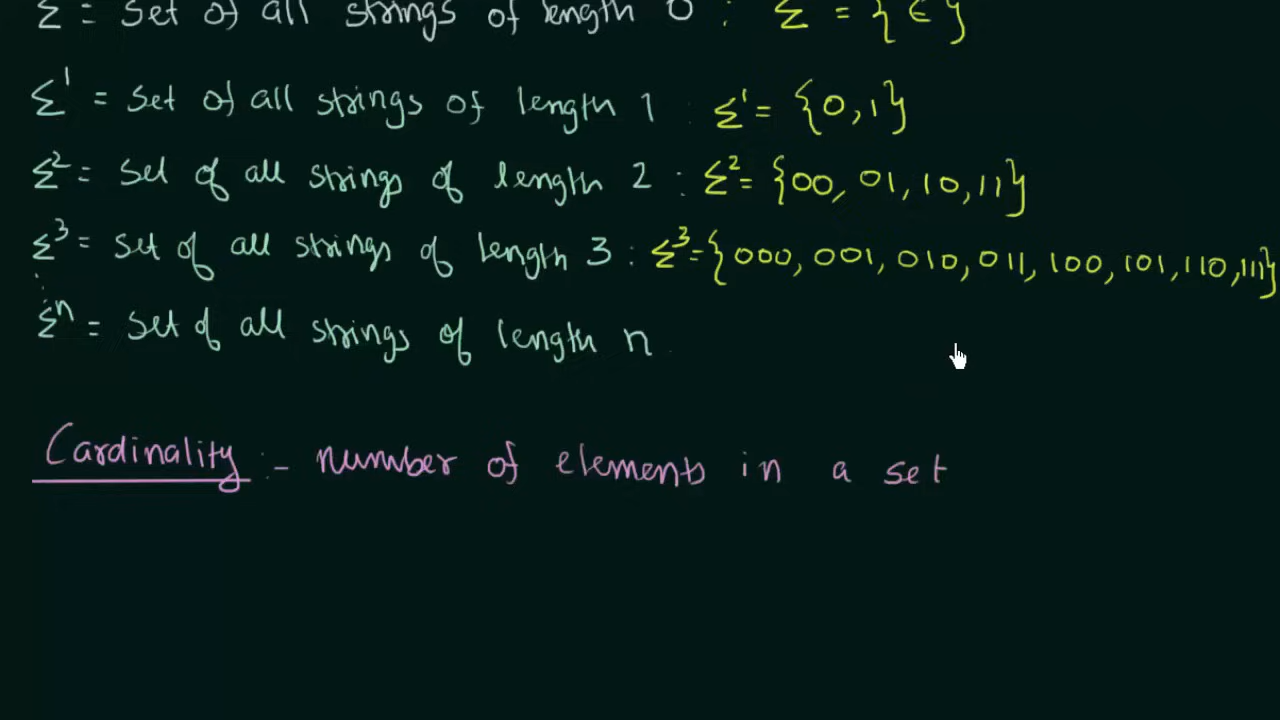 Σ = Set of all strings of length 0 : Σ = {ϵ}
Σ¹ = Set of all strings of length 1 : Σ¹ = {0, 1}
Σ² = Set of all strings of length 2 : Σ² = {00, 01, 10, 11}
Σ³ = Set of all strings of length 3 : Σ³ = {000, 001, 010, 011, 100, 101, 110, 111}
:
Σⁿ = Set of all strings of length n
Cardinality :- number of elements in a set